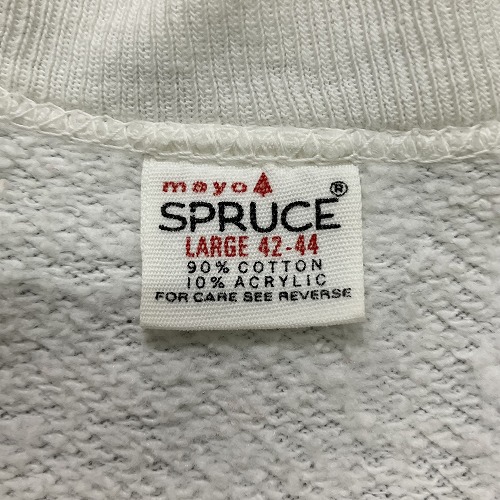 mayo
SPRUCE®
LARGE 42-44
90% COTTON
10% ACRYLIC
FOR CARE SEE REVERSE